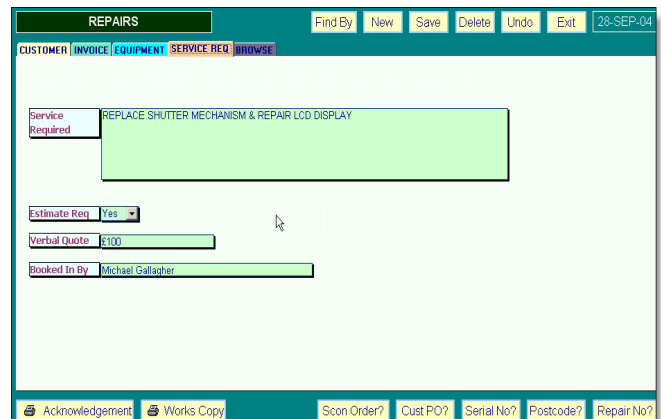 REPAIRS Find By New Save Delete Undo Exit 28-SEP-04
CUSTOMER INVOICE EQUIPMENT SERVICE REQ BROWSE
Service Required
REPLACE SHUTTER MECHANISM & REPAIR LCD DISPLAY
Estimate Req Yes
Verbal Quote £100
Booked In By Michael Gallagher
Acknowledgement Works Copy Scon Order? Cust PO? Serial No? Postcode? Repair No?